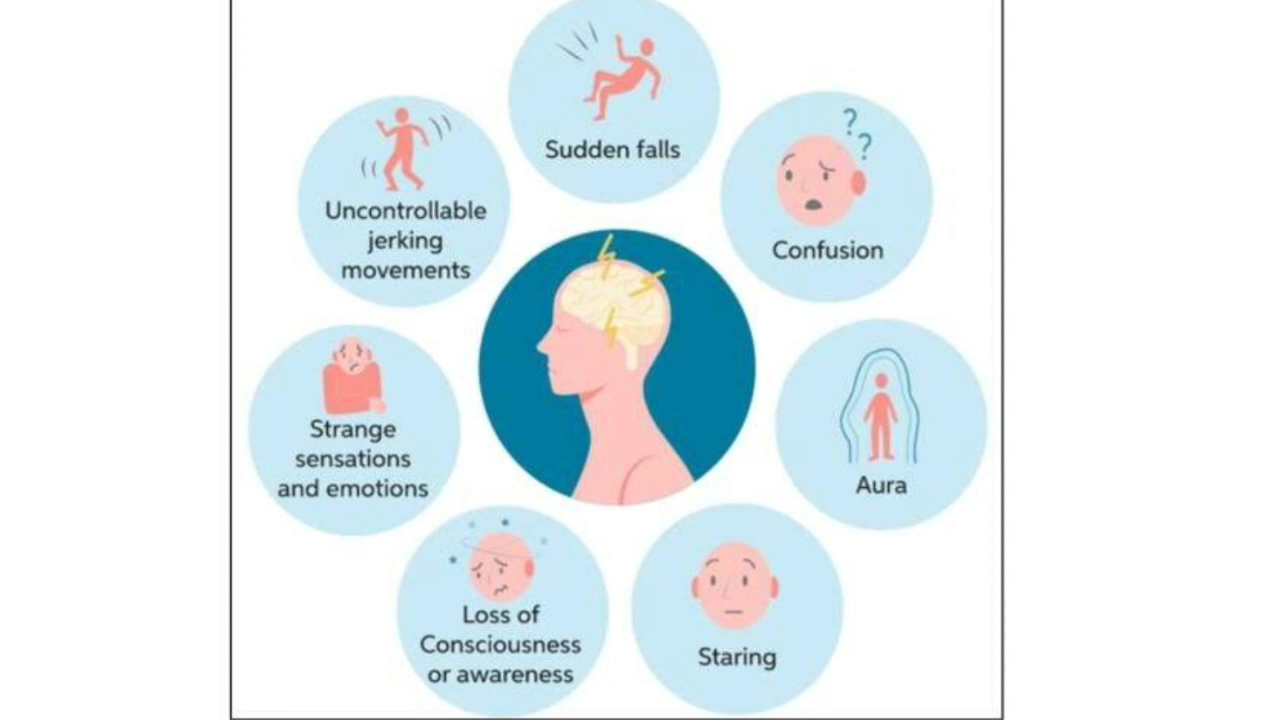 Sudden falls
? ?
Confusion
Uncontrollable
jerking
movements
Strange
sensations
and emotions
Aura
Loss of
Consciousness
or awareness
Staring